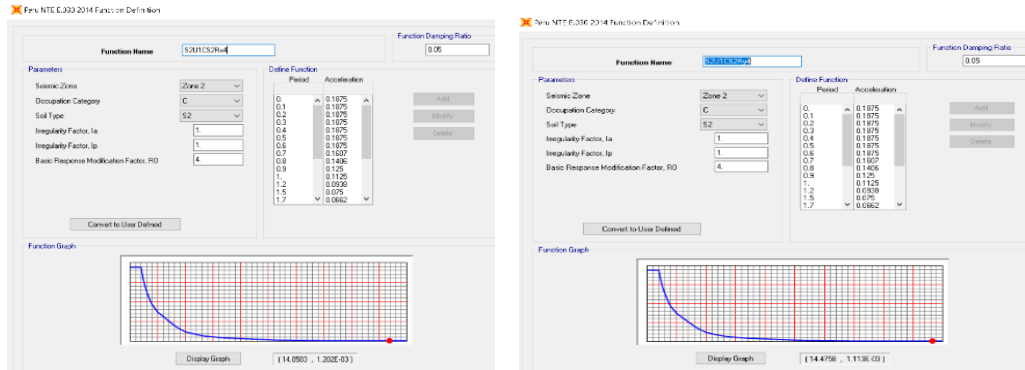 Peru NTE E.030 2014 Function Definition
Function Damping Ratio
Function Name S2U1CS2Rx4 0.05
Parameters
Define Function
Seismic Zone Zone 2
Occupation Category C
Soil Type S2
Irregularity Factor, Ia 1.
Irregularity Factor, Ip 1.
Basic Response Modification Factor, R0 4.
Period Acceleration
0. 0.1875
0.1 0.1875
0.2 0.1875
0.3 0.1875
0.4 0.1875
0.5 0.1875
0.6 0.1875
0.7 0.1607
0.8 0.1406
0.9 0.125
1. 0.1125
1.2 0.0938
1.5 0.075
1.7 0.0662
Add
Modify
Delete
Convert to User Defined
Function Graph
Display Graph (14.0583 , 1.202E-03)
Peru NTE E.030 2014 Function Definition
Function Damping Ratio
Function Name 0.05
Parameters
Define Function
Seismic Zone Zone 2
Occupation Category C
Soil Type S2
Irregularity Factor, Ia 1.
Irregularity Factor, Ip 1.
Basic Response Modification Factor, R0 4.
Period Acceleration
0. 0.1875
0.1 0.1875
0.2 0.1875
0.3 0.1875
0.4 0.1875
0.5 0.1875
0.6 0.1875
0.7 0.1607
0.8 0.1406
0.9 0.125
1. 0.1125
1.2 0.0938
1.5 0.075
1.7 0.0662
Add
Modify
Delete
Convert to User Defined
Function Graph
Display Graph (14.4758 , 1.113E-03)